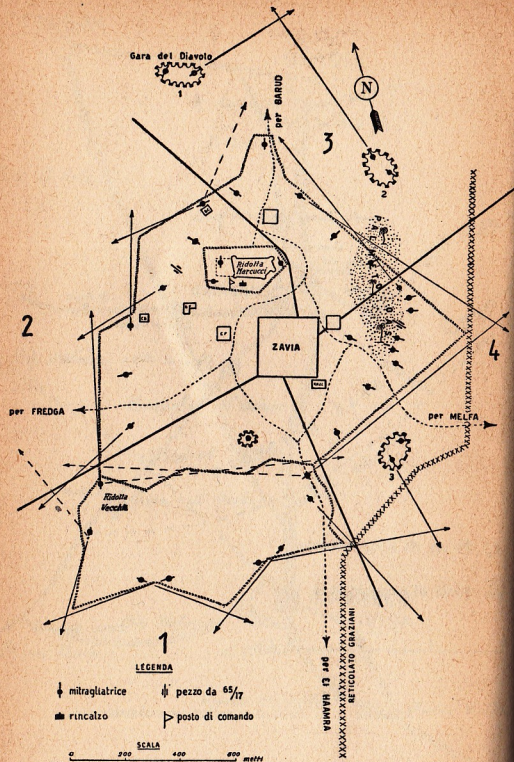 Gara del Diavolo
1
N
per BARUD
3
2
Ridotta
Marcucci
2
C.F.
ZAVIA
4
per FREDGA
per MELFA
3
Ridotta
Vecchia
RETICOLATO GRAZIANI
per El HAAMRA
1
LEGENDA
mitragliatrice
pezzo da 65/17
rincalzo
posto di comando
SCALA
0 200 400 600 metri